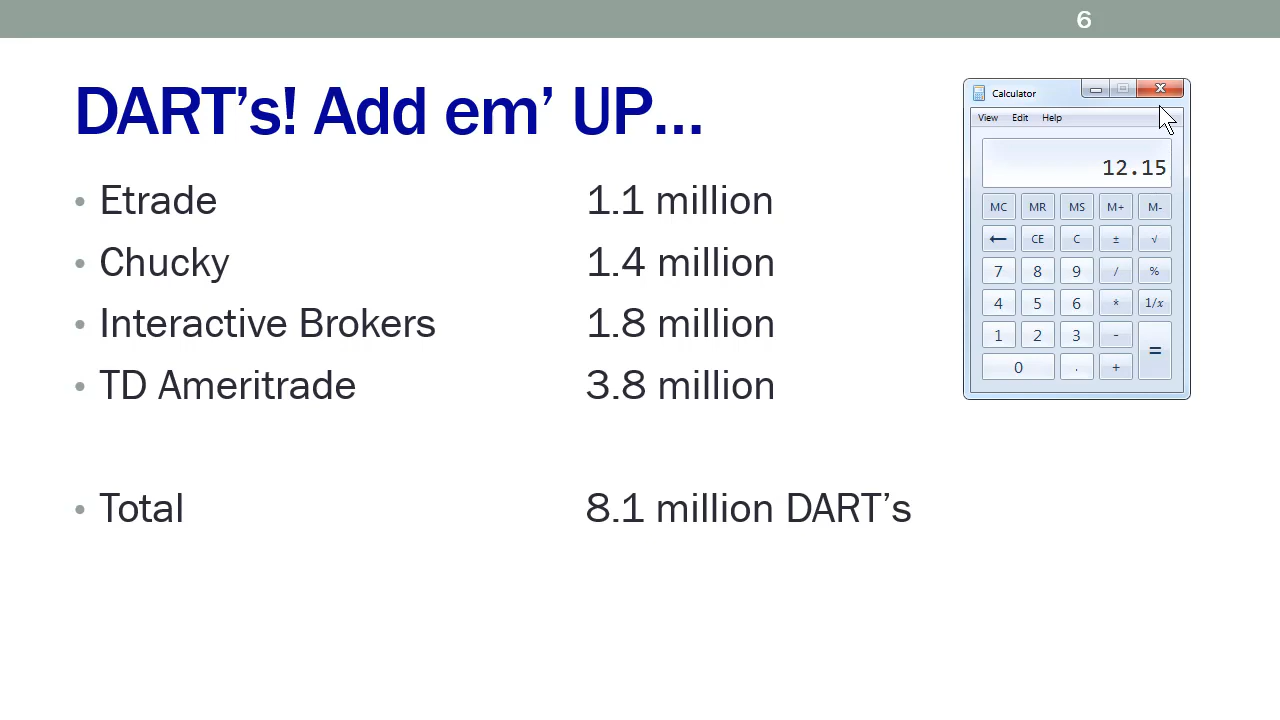 6
DART’s! Add em’ UP…
• Etrade 1.1 million
• Chucky 1.4 million
• Interactive Brokers 1.8 million
• TD Ameritrade 3.8 million
• Total 8.1 million DART’s
Calculator
View Edit Help
12.15
MC MR MS M+ M-
← CE C ± √
7 8 9 / %
4 5 6 * 1/x
1 2 3 - =
0 . +